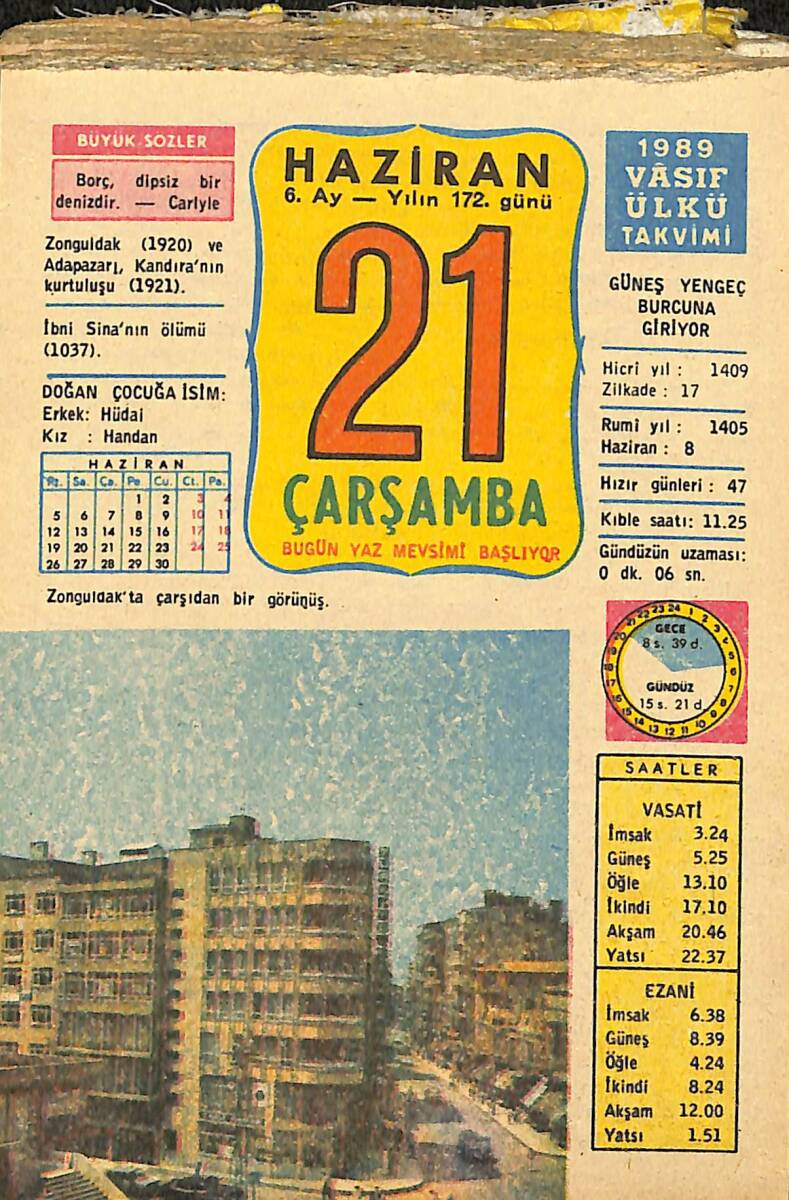 BÜYÜK SÖZLER
Borç, dipsiz bir
denizdir. — Carlyle
Zonguldak (1920) ve
Adapazarı, Kandıra'nın
kurtuluşu (1921).
İbni Sina'nın ölümü
(1037).
DOĞAN ÇOCUĞA İSİM:
Erkek: Hüdai
Kız : Handan
HAZİRAN
Pt. Sa. Ça. Pe. Cu. Ct. Pa.
1 2 3 4
5 6 7 8 9 10 11
12 13 14 15 16 17 18
19 20 21 22 23 24 25
26 27 28 29 30
Zonguldak'ta çarşıdan bir görünüş.
HAZİRAN
6. Ay — Yılın 172. günü
21
ÇARŞAMBA
BUGÜN YAZ MEVSİMİ BAŞLIYOR
1989
VÂSIF
ÜLKÜ
TAKVİMİ
GÜNEŞ YENGEÇ
BURCUNA
GİRİYOR
Hicri yıl : 1409
Zilkade : 17
Rumi yıl : 1405
Haziran : 8
Hızır günleri : 47
Kıble saatı: 11.25
Gündüzün uzaması:
0 dk. 06 sn.
GECE
8 s. 39 d.
GÜNDÜZ
15 s. 21 d.
SAATLER
VASATİ
İmsak 3.24
Güneş 5.25
Öğle 13.10
İkindi 17.10
Akşam 20.46
Yatsı 22.37
EZANİ
İmsak 6.38
Güneş 8.39
Öğle 4.24
İkindi 8.24
Akşam 12.00
Yatsı 1.51